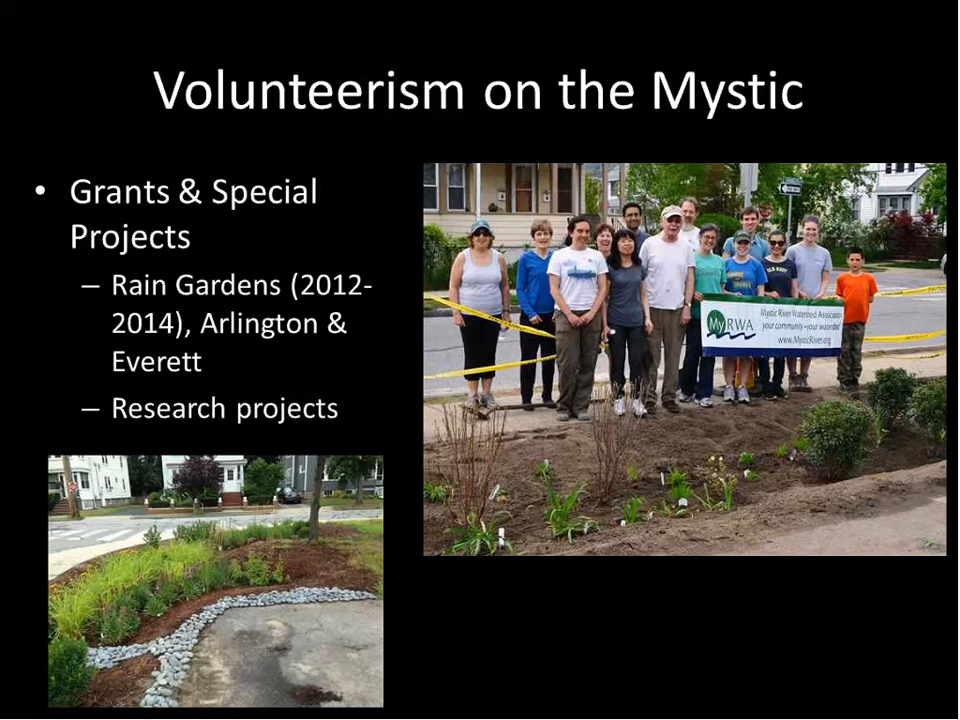 Volunteerism on the Mystic
• Grants & Special
Projects
– Rain Gardens (2012-
2014), Arlington &
Everett
– Research projects
MyRWA
Mystic River Watershed Association
your community • your watershed
www.MysticRiver.org